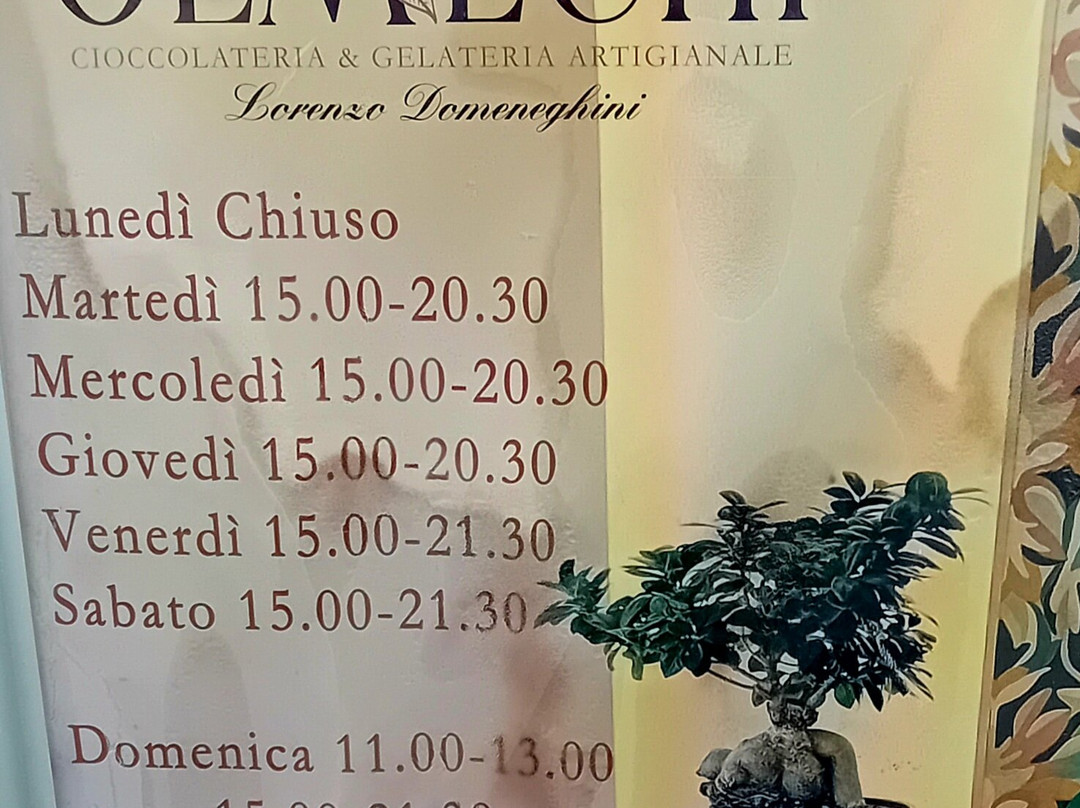 CIOCCOLATERIA & GELATERIA ARTIGIANALE
Lorenzo Domeneghini
Lunedì Chiuso
Martedì 15.00-20.30
Mercoledì 15.00-20.30
Giovedì 15.00-20.30
Venerdì 15.00-21.30
Sabato 15.00-21.30
Domenica 11.00-13.00